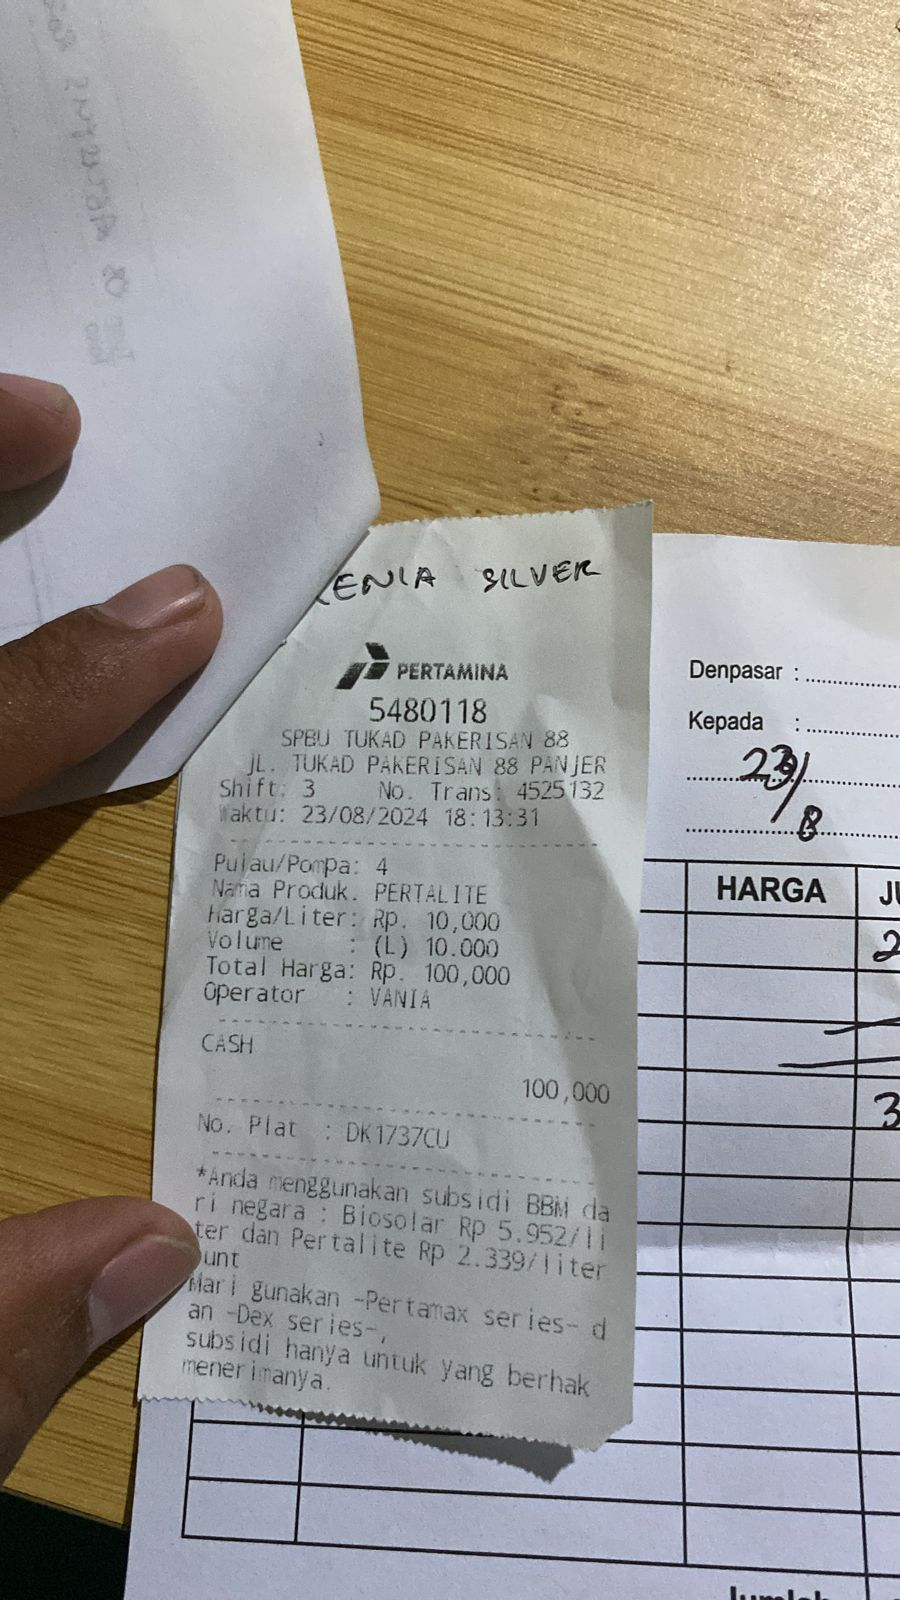 SILVER
PERTAMINA
5480118
SPBU TUKAD PAKERISAN 88
JL. TUKAD PAKERISAN 88 PANJER
Shift: 3 No. Trans: 4525132
Waktu: 23/08/2024 18:13:31
Pulau/Pompa: 4
Nama Produk. PERTALITE
Harga/Liter: Rp. 10,000
Volume : (L) 10.000
Total Harga: Rp. 100,000
Operator : VANIA
CASH
100,000
No. Plat : DK1737CU
*Anda menggunakan subsidi BBM da
ri negara : Biosolar Rp 5.952/li
ter dan Pertalite Rp 2.339/liter
Mari gunakan -Pertamax series- d
an -Dex series-,
subsidi hanya untuk yang berhak
menerimanya.
Denpasar :
Kepada :
23/
8
HARGA
2
3